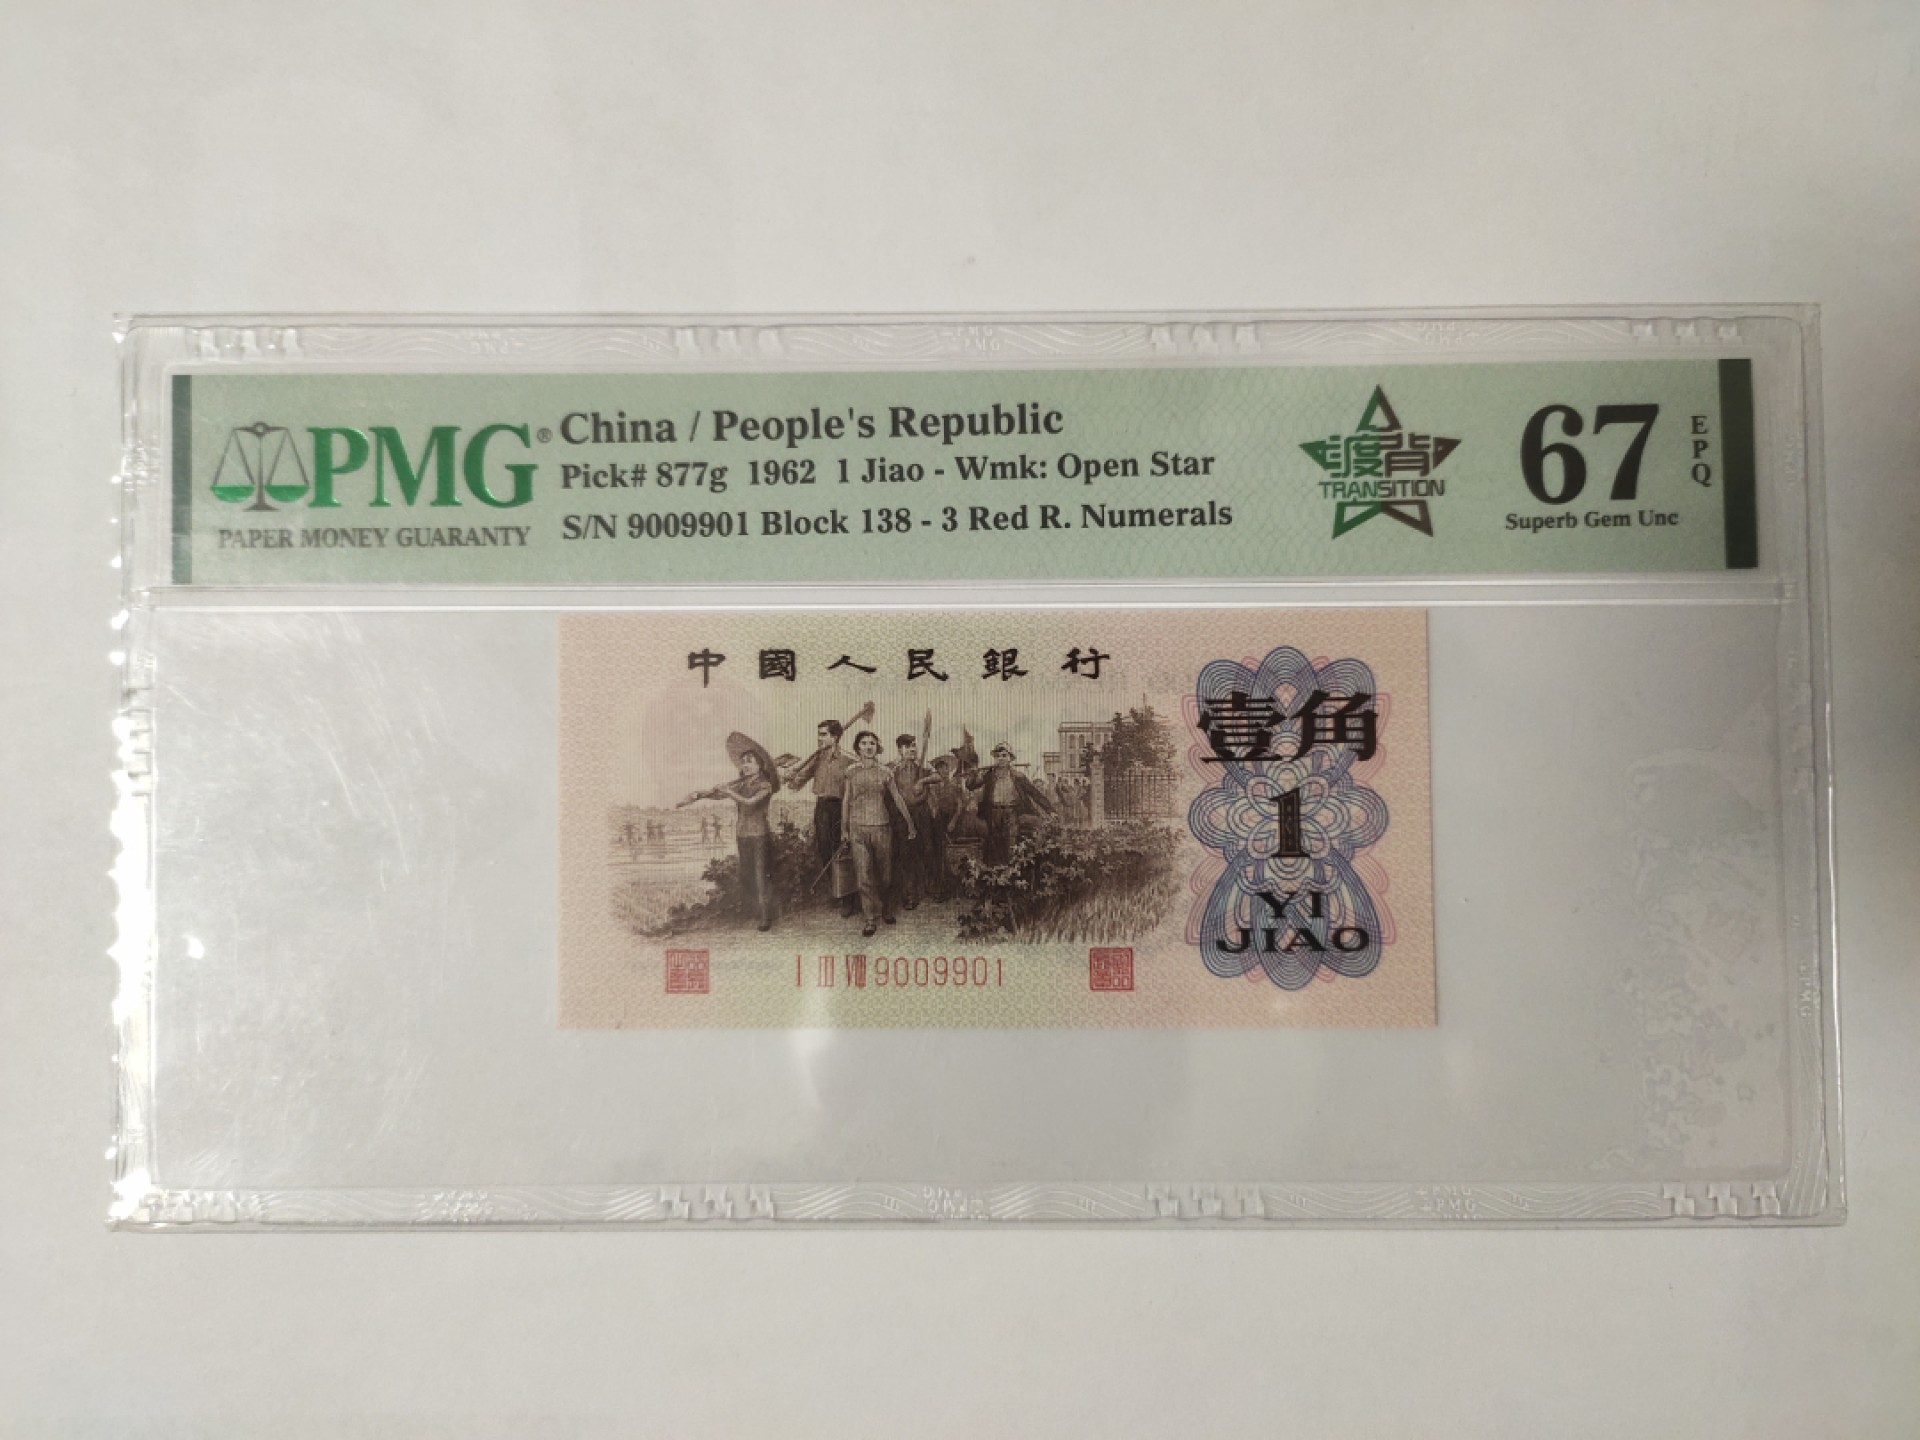 PMG®
PAPER MONEY GUARANTY
China / People's Republic
Pick# 877g 1962 1 Jiao - Wmk: Open Star
S/N 9009901 Block 138 - 3 Red R. Numerals
渡背
TRANSITION
67
EPQ
Superb Gem Unc
中國人民銀行
壹角
1
YI
JIAO
I III VIII 9009901